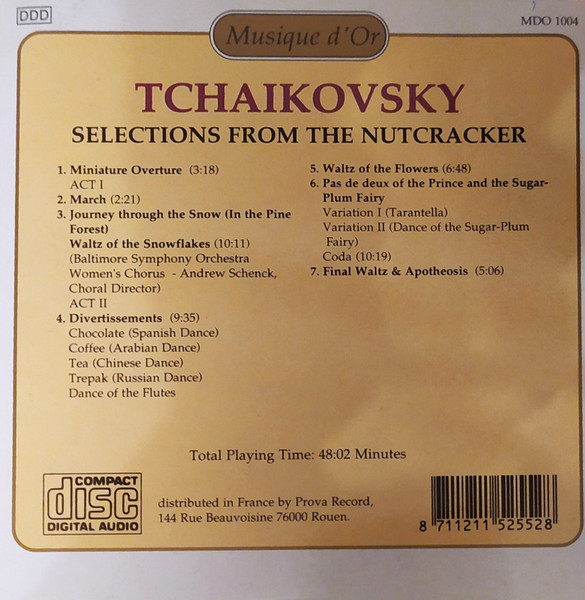 DDD
Musique d'Or
MDO 1004
TCHAIKOVSKY
SELECTIONS FROM THE NUTCRACKER
1. Miniature Overture (3:18)
ACT I
2. March (2:21)
3. Journey through the Snow (In the Pine
Forest)
Waltz of the Snowflakes (10:11)
(Baltimore Symphony Orchestra
Women's Chorus - Andrew Schenck,
Choral Director)
ACT II
4. Divertissements (9:35)
Chocolate (Spanish Dance)
Coffee (Arabian Dance)
Tea (Chinese Dance)
Trepak (Russian Dance)
Dance of the Flutes
5. Waltz of the Flowers (6:48)
6. Pas de deux of the Prince and the Sugar-
Plum Fairy
Variation I (Tarantella)
Variation II (Dance of the Sugar-Plum
Fairy)
Coda (10:19)
7. Final Waltz & Apotheosis (5:06)
Total Playing Time: 48:02 Minutes
COMPACT
disc
DIGITAL AUDIO
distributed in France by Prova Record,
144 Rue Beauvoisine 76000 Rouen.
8 711211 525528